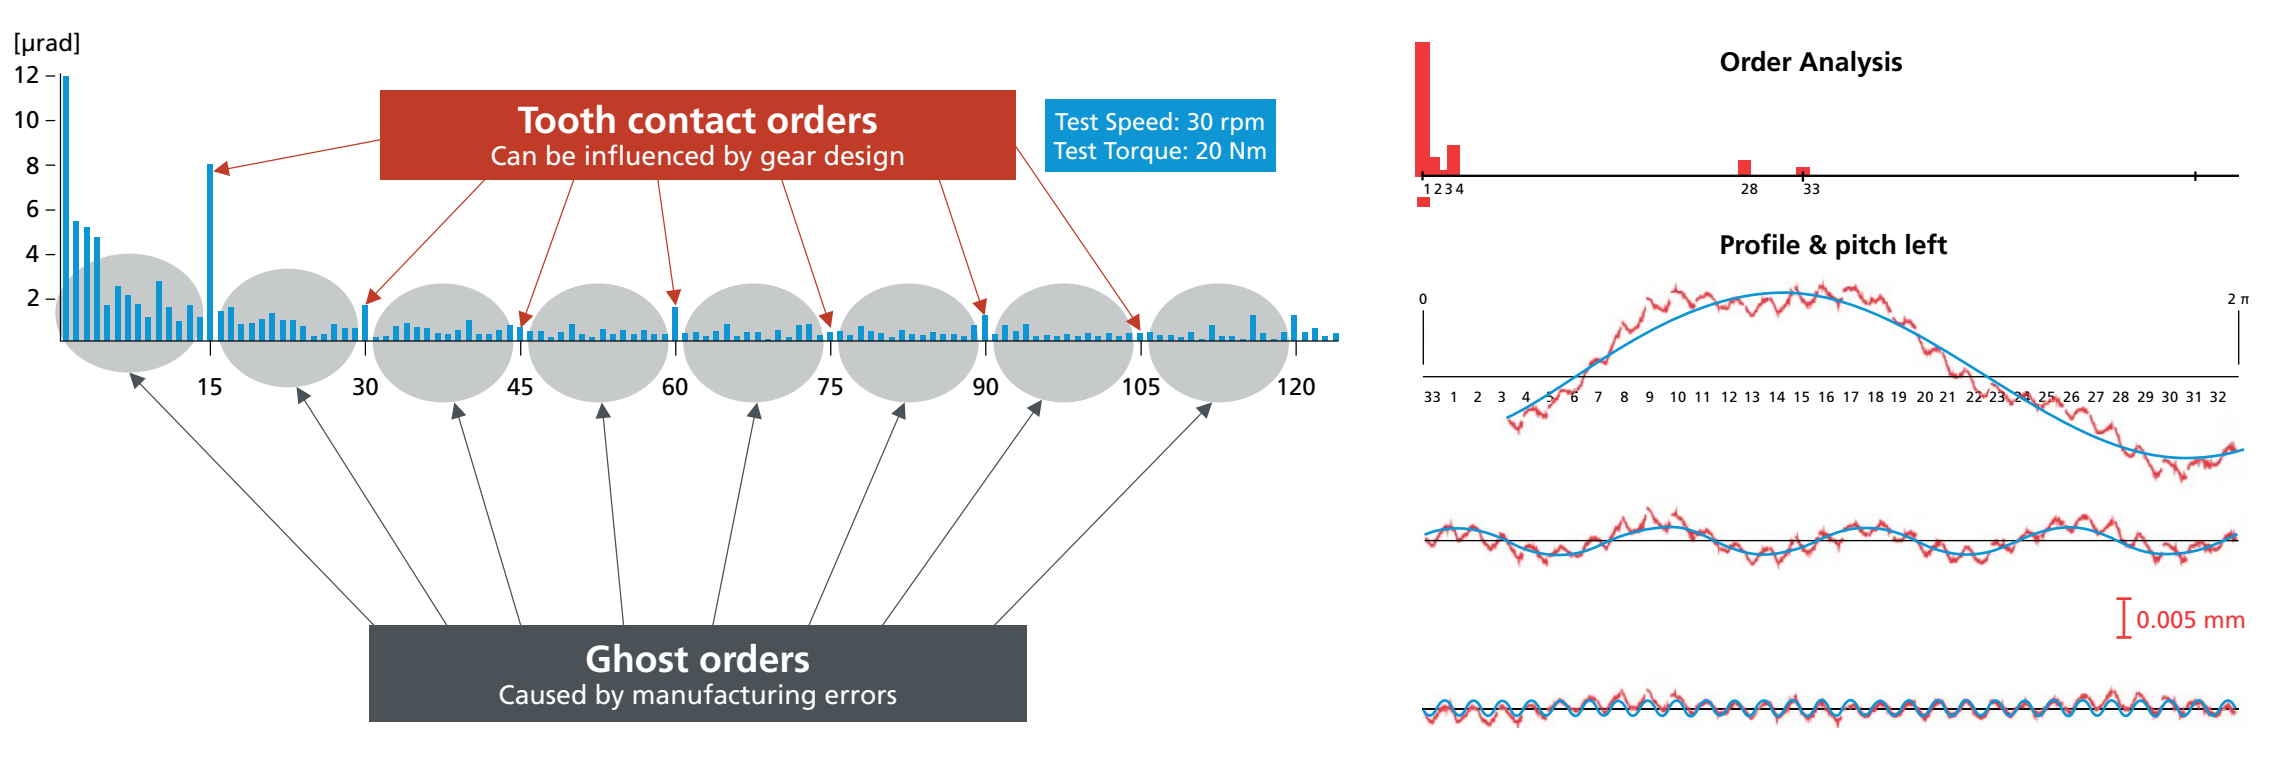 [µrad]
12
10
8
6
4
2
Tooth contact orders
Can be influenced by gear design
Test Speed: 30 rpm
Test Torque: 20 Nm
15 30 45 60 75 90 105 120
Ghost orders
Caused by manufacturing errors
Order Analysis
1 2 3 4 28 33
Profile & pitch left
0 2 π
33 1 2 3 4 5 6 7 8 9 10 11 12 13 14 15 16 17 18 19 20 21 22 23 24 25 26 27 28 29 30 31 32
0.005 mm